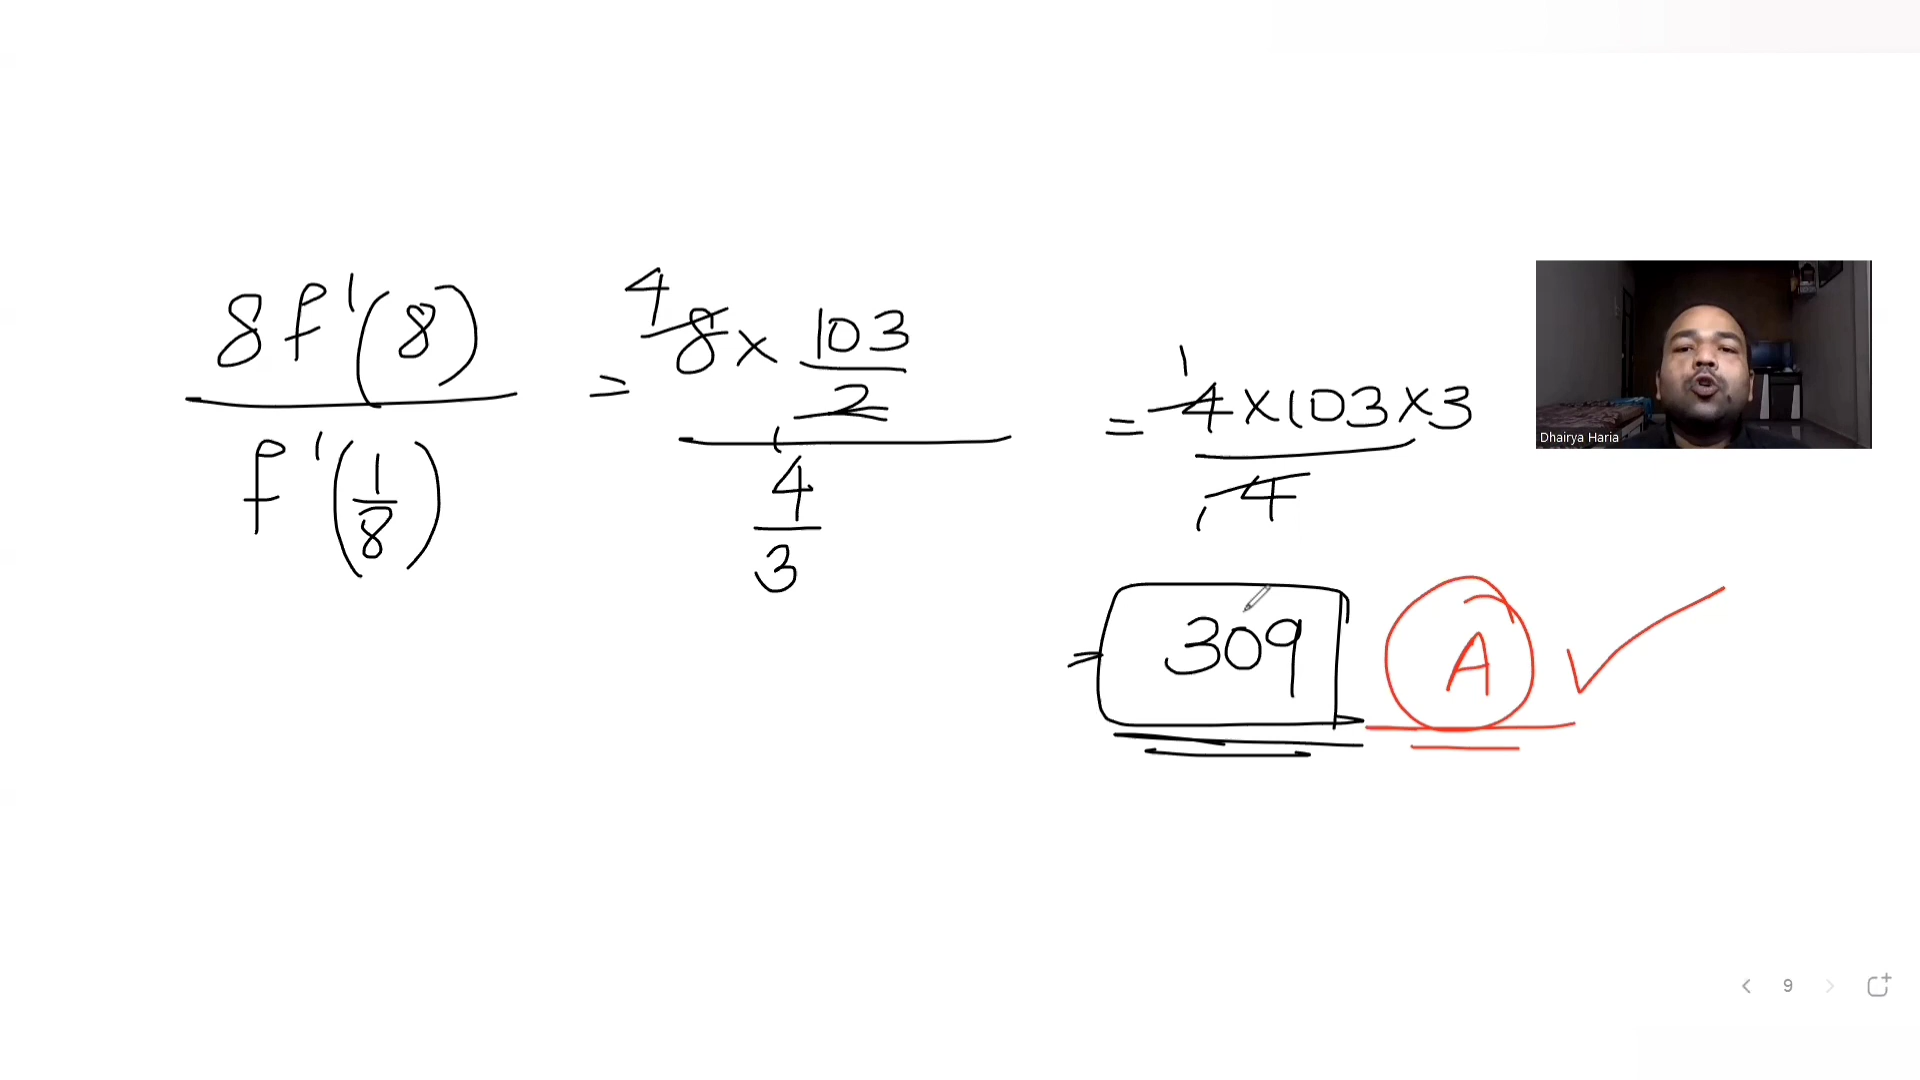 8f'(8) / f'(1/8) = 4 8 × 103/2 / 1 4/3 = 1 4×103×3 / 1 4
= 309 A ✓
Dhairya Haria
9